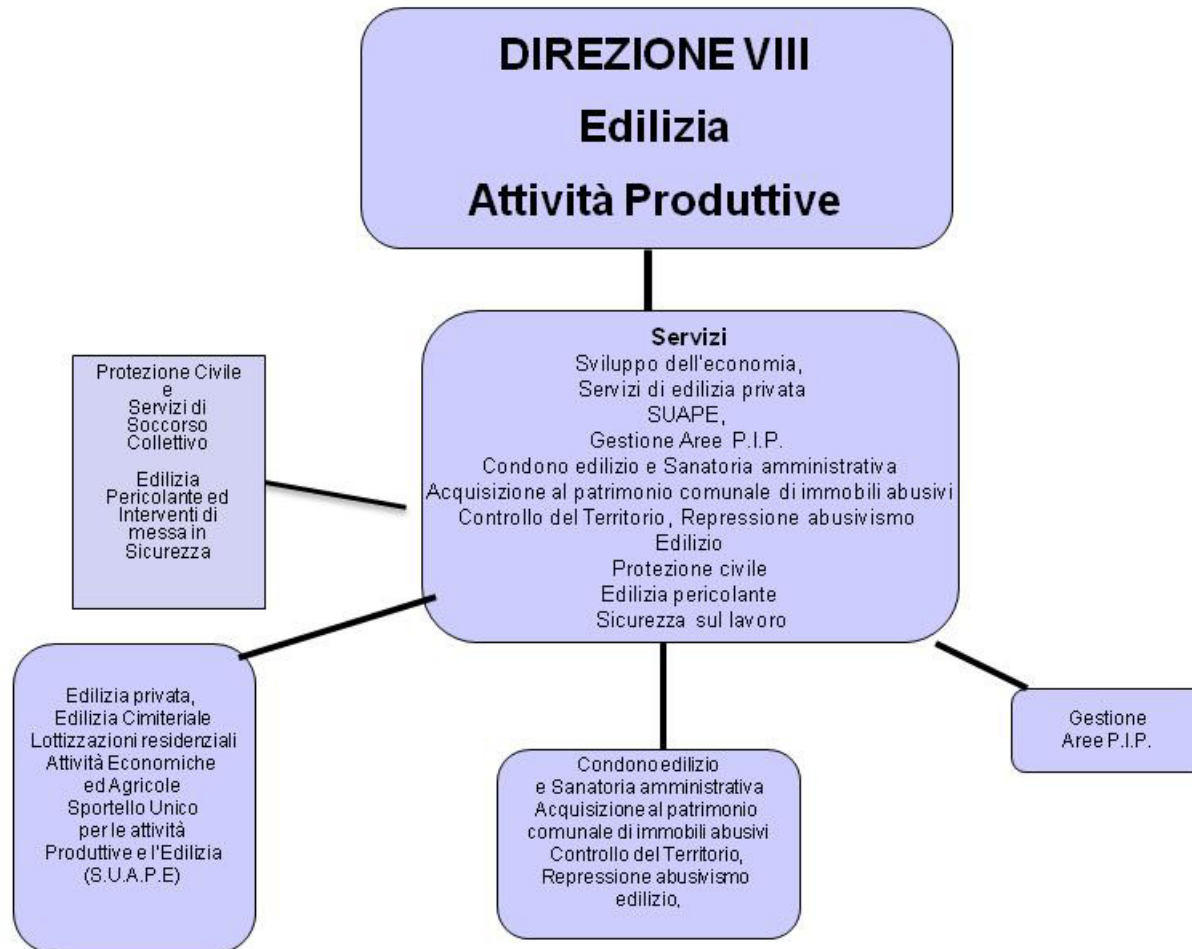 DIREZIONE VIII
Edilizia
Attività Produttive
Servizi
Sviluppo dell'economia,
Servizi di edilizia privata
SUAPE,
Gestione Aree P.I.P.
Condono edilizio e Sanatoria amministrativa
Acquisizione al patrimonio comunale di immobili abusivi
Controllo del Territorio, Repressione abusivismo
Edilizio
Protezione civile
Edilizia pericolante
Sicurezza sul lavoro
Protezione Civile
e
Servizi di
Soccorso
Collettivo
Edilizia
Pericolante ed
Interventi di
messa in
Sicurezza
Edilizia privata,
Edilizia Cimiteriale
Lottizzazioni residenziali
Attività Economiche
ed Agricole
Sportello Unico
per le attività
Produttive e l'Edilizia
(S.U.A.P.E)
Condono edilizio
e Sanatoria amministrativa
Acquisizione al patrimonio
comunale di immobili abusivi
Controllo del Territorio,
Repressione abusivismo
edilizio,
Gestione
Aree P.I.P.